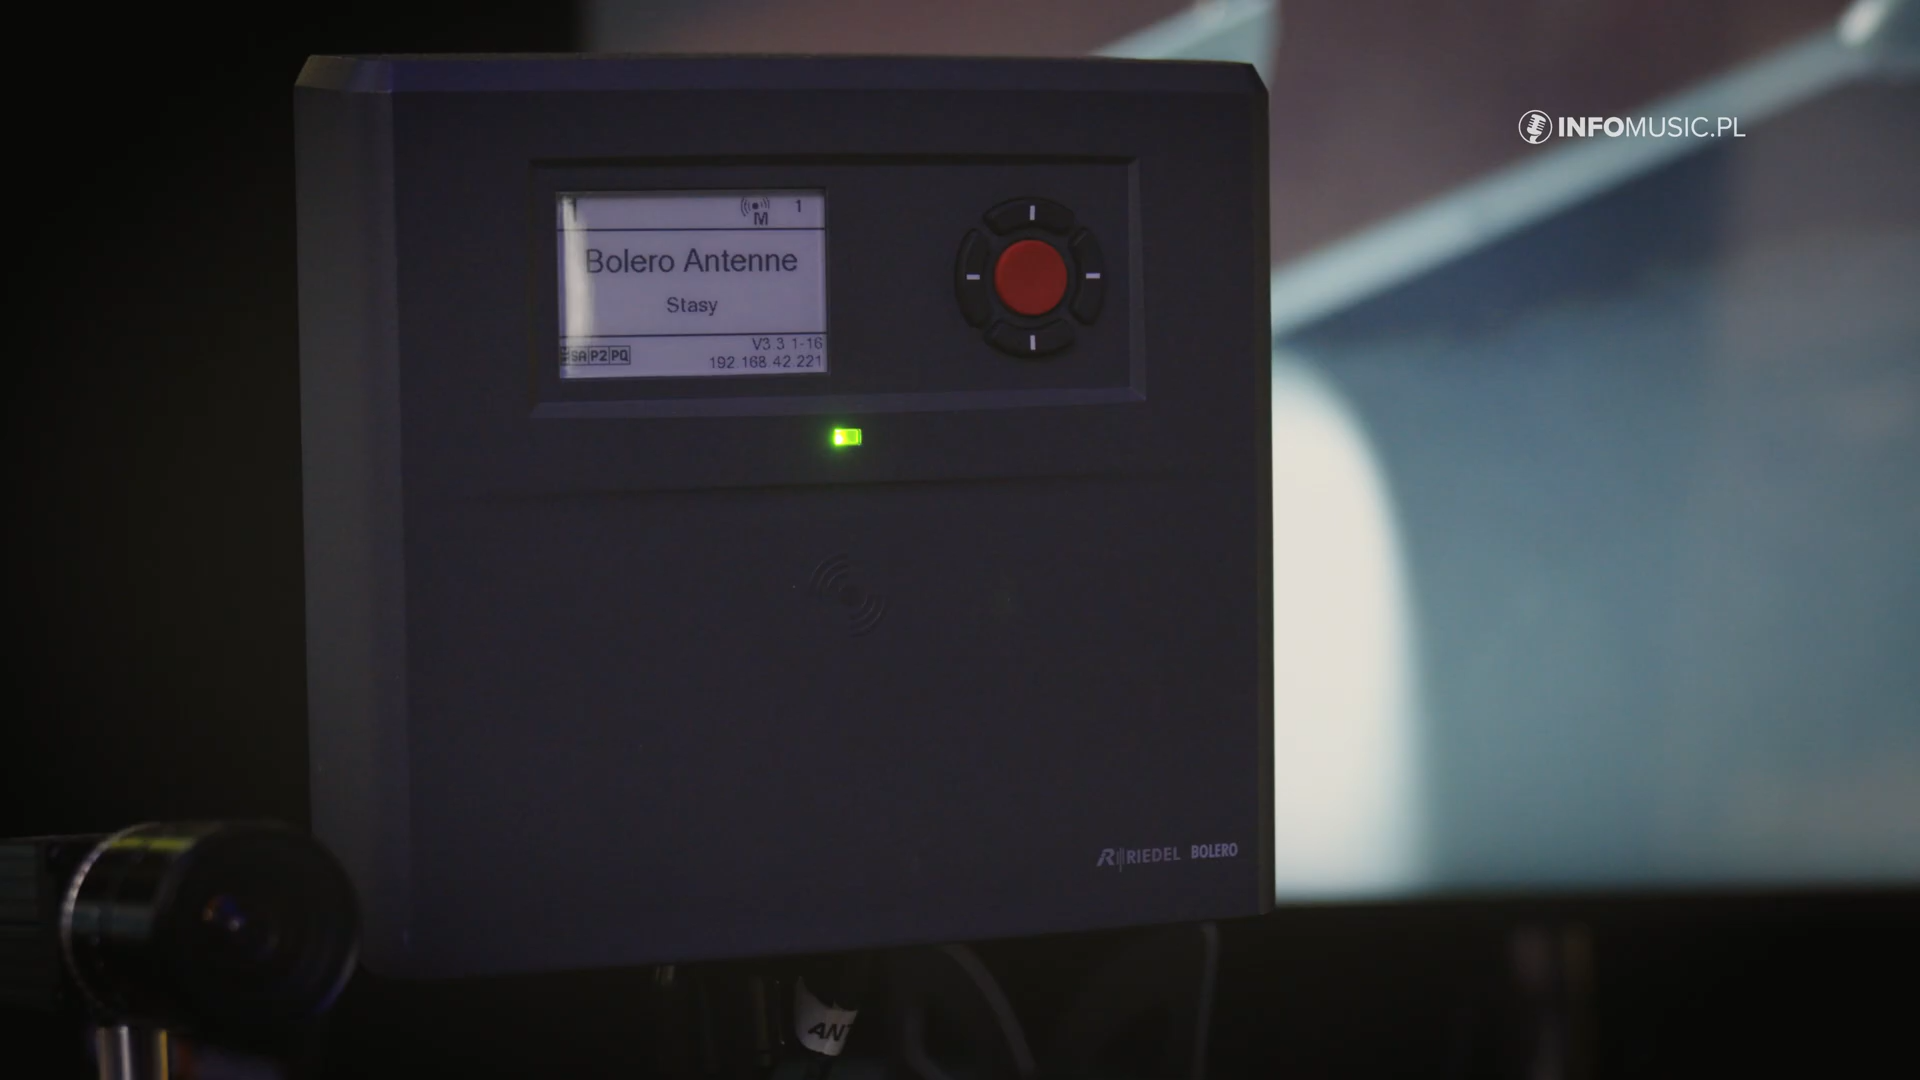 INFOMUSIC.PL
M 1
Bolero Antenne
Stasy
V3 3 1-16
SA P2 PQ 192 168 42 221
RIEDEL BOLERO
ANT